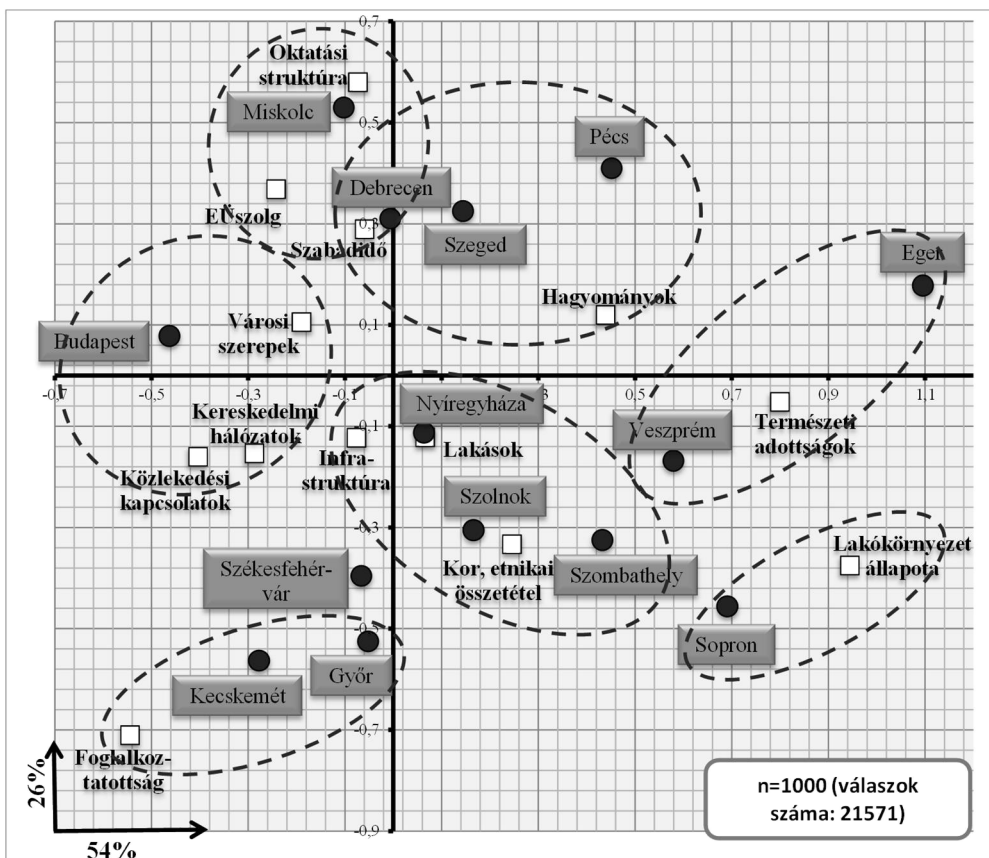 0,7
Oktatási
struktúra
Miskolc
0,5
Pécs
Debrecen
EÜszolg
0,3
Szabadidő
Szeged
Eger
Hagyományok
Városi
szerepek
0,1
Budapest
-0,7
-0,5
-0,3
-0,1
0,1
0,3
0,5
0,7
0,9
1,1
-0,1
Kereskedelmi
hálózatok
Nyíregyháza
Veszprém
Természeti
adottságok
Infra-
struktúra
Lakások
Közlekedési
kapcsolatok
Szolnok
-0,3
Lakókörnyezet
állapota
Székesfehér-
vár
Kor, etnikai
összetétel
Szombathely
-0,5
Sopron
Győr
Kecskemét
-0,7
Foglalkoz-
tatottság
26%
n=1000 (válaszok
száma: 21571)
-0,9
54%